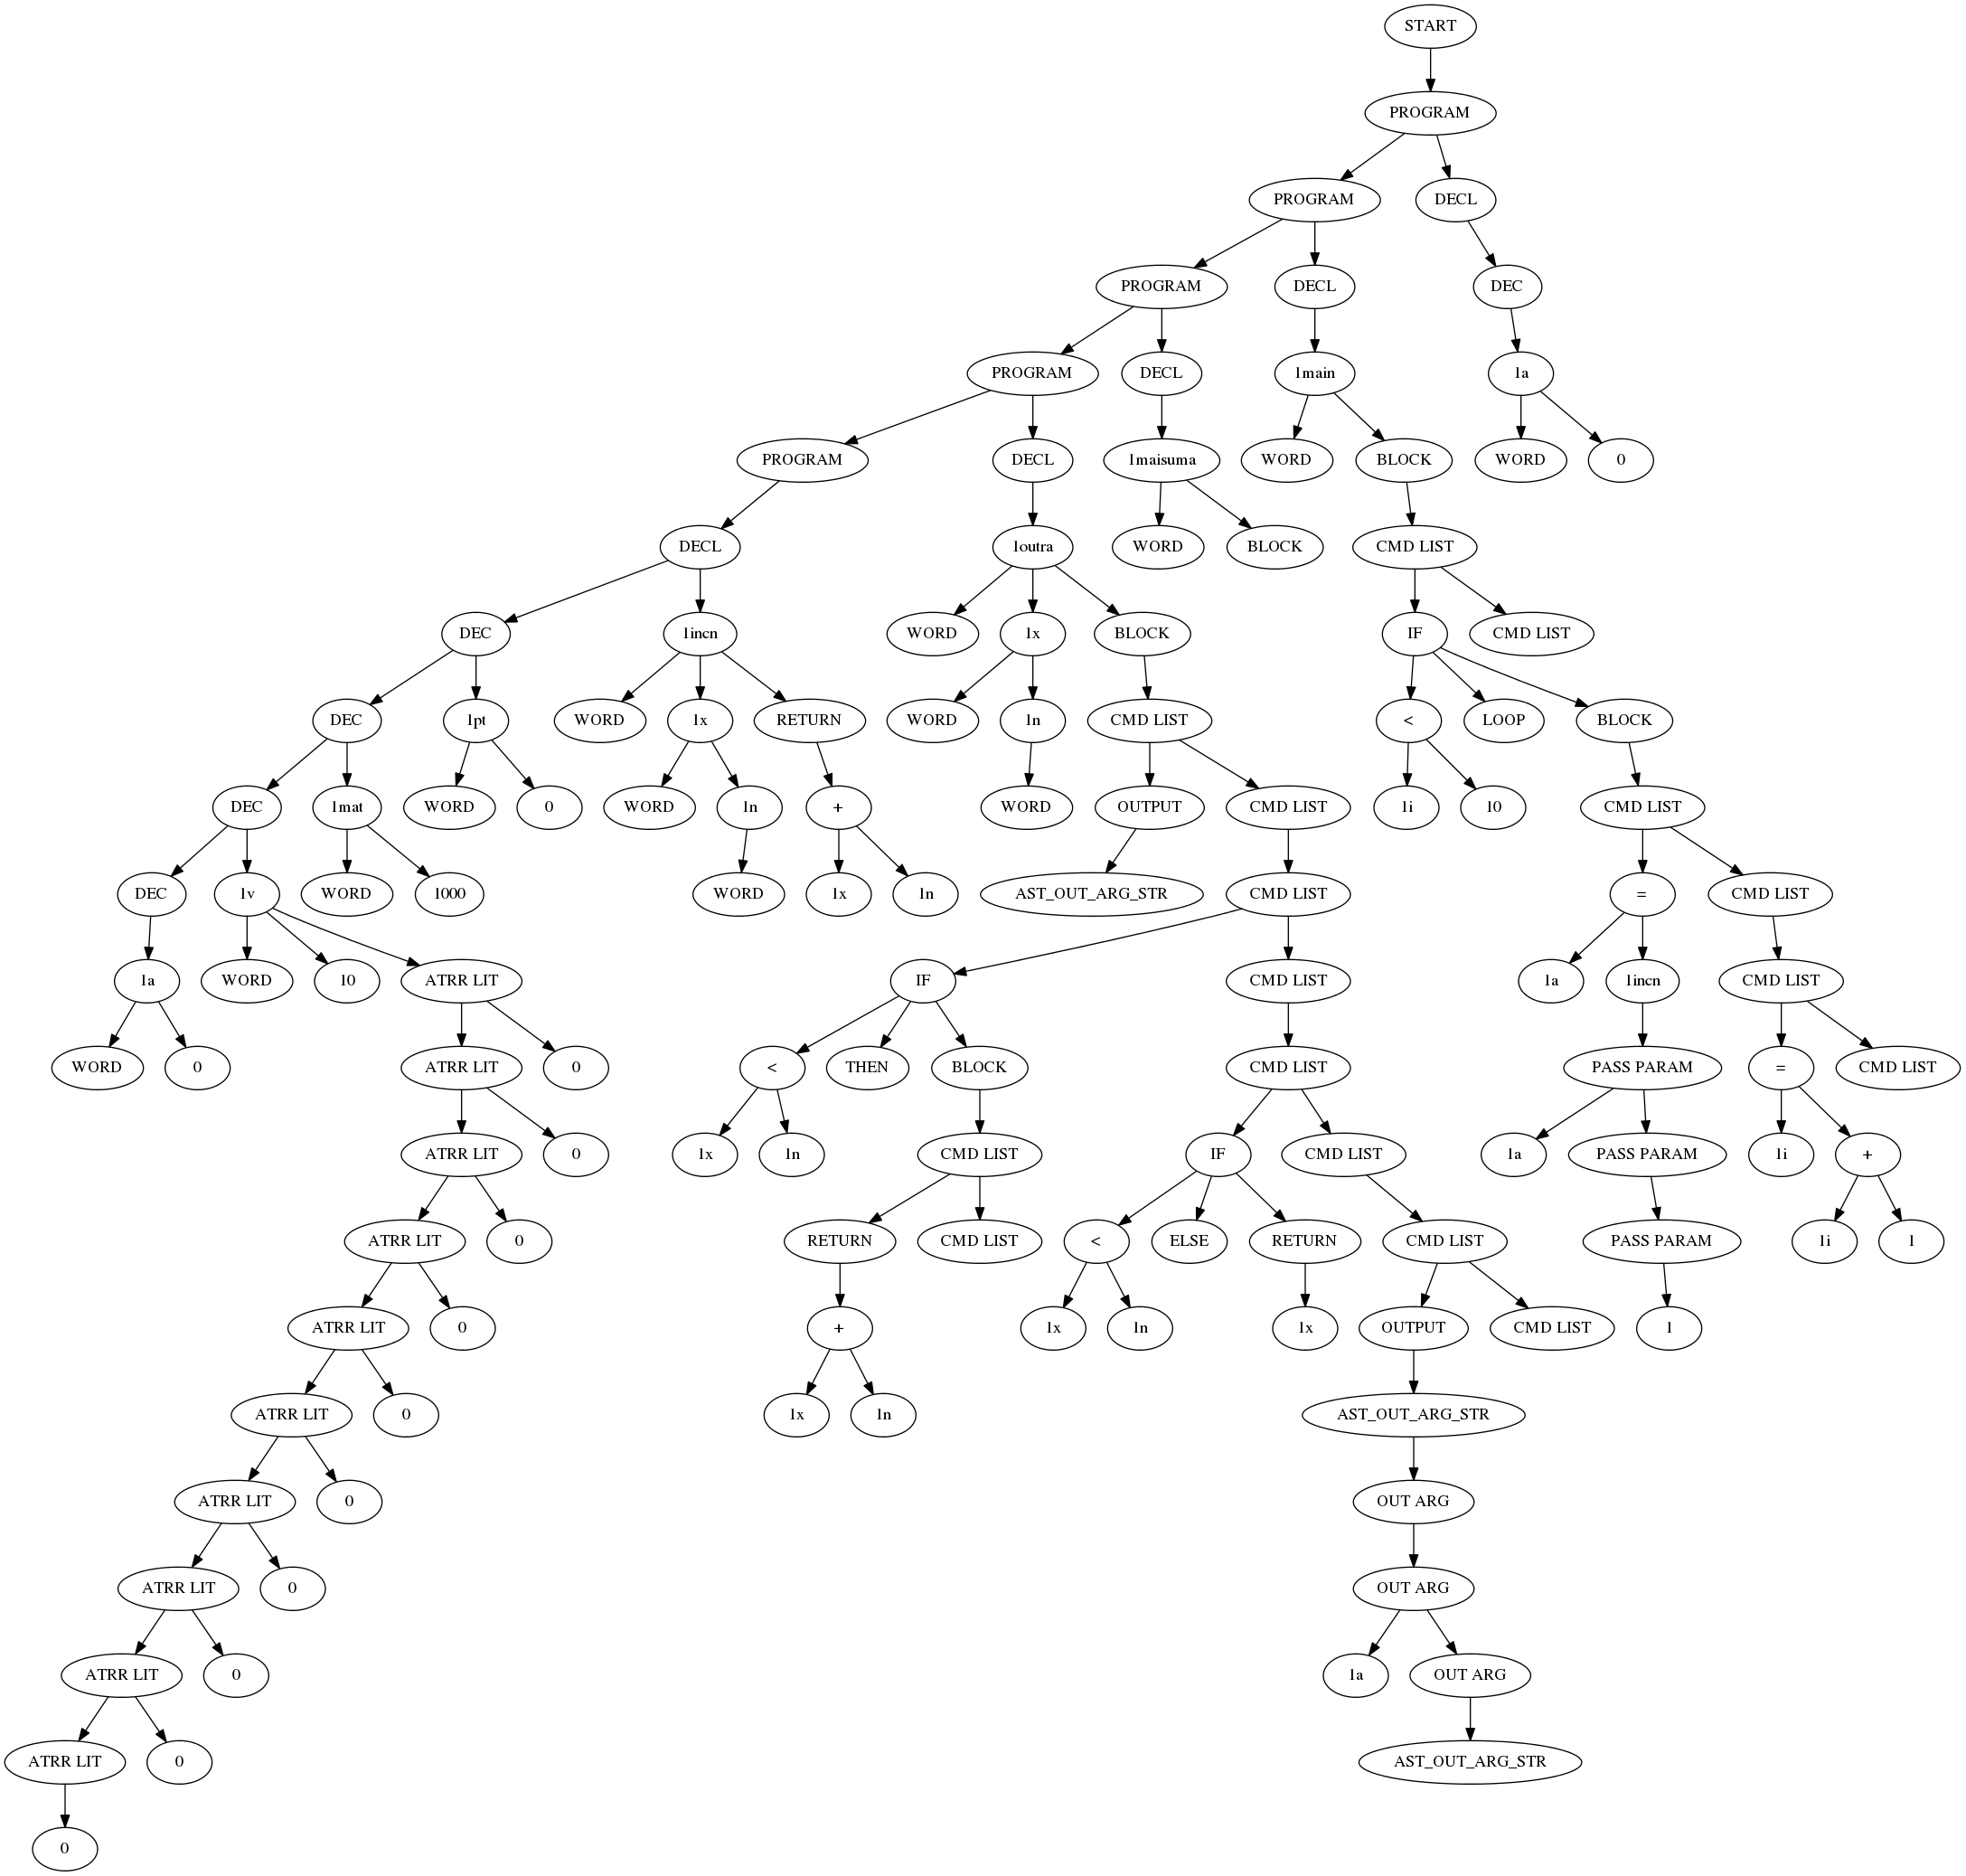 START
PROGRAM
PROGRAM DECL
PROGRAM DECL DEC
PROGRAM DECL 1main 1a
PROGRAM DECL 1maisuma WORD BLOCK WORD 0
DECL 1outra WORD BLOCK CMD LIST
DEC 1incn WORD 1x BLOCK IF CMD LIST
DEC 1pt WORD 1x RETURN WORD 1n CMD LIST < LOOP BLOCK
DEC 1mat WORD 0 WORD 1n + WORD OUTPUT CMD LIST 1i 10 CMD LIST
DEC 1v WORD 1000 WORD 1x 1n AST_OUT_ARG_STR CMD LIST = CMD LIST
1a WORD 10 ATRR LIT IF CMD LIST 1a 1incn CMD LIST
WORD 0 ATRR LIT 0 < THEN BLOCK CMD LIST PASS PARAM = CMD LIST
ATRR LIT 0 1x 1n CMD LIST IF CMD LIST 1a PASS PARAM 1i +
ATRR LIT 0 RETURN CMD LIST < ELSE RETURN CMD LIST PASS PARAM 1i 1
ATRR LIT 0 + 1x 1n 1x OUTPUT CMD LIST 1
ATRR LIT 0 1x 1n AST_OUT_ARG_STR
ATRR LIT 0 OUT ARG
ATRR LIT 0 OUT ARG
ATRR LIT 0 1a OUT ARG
ATRR LIT 0 AST_OUT_ARG_STR
0